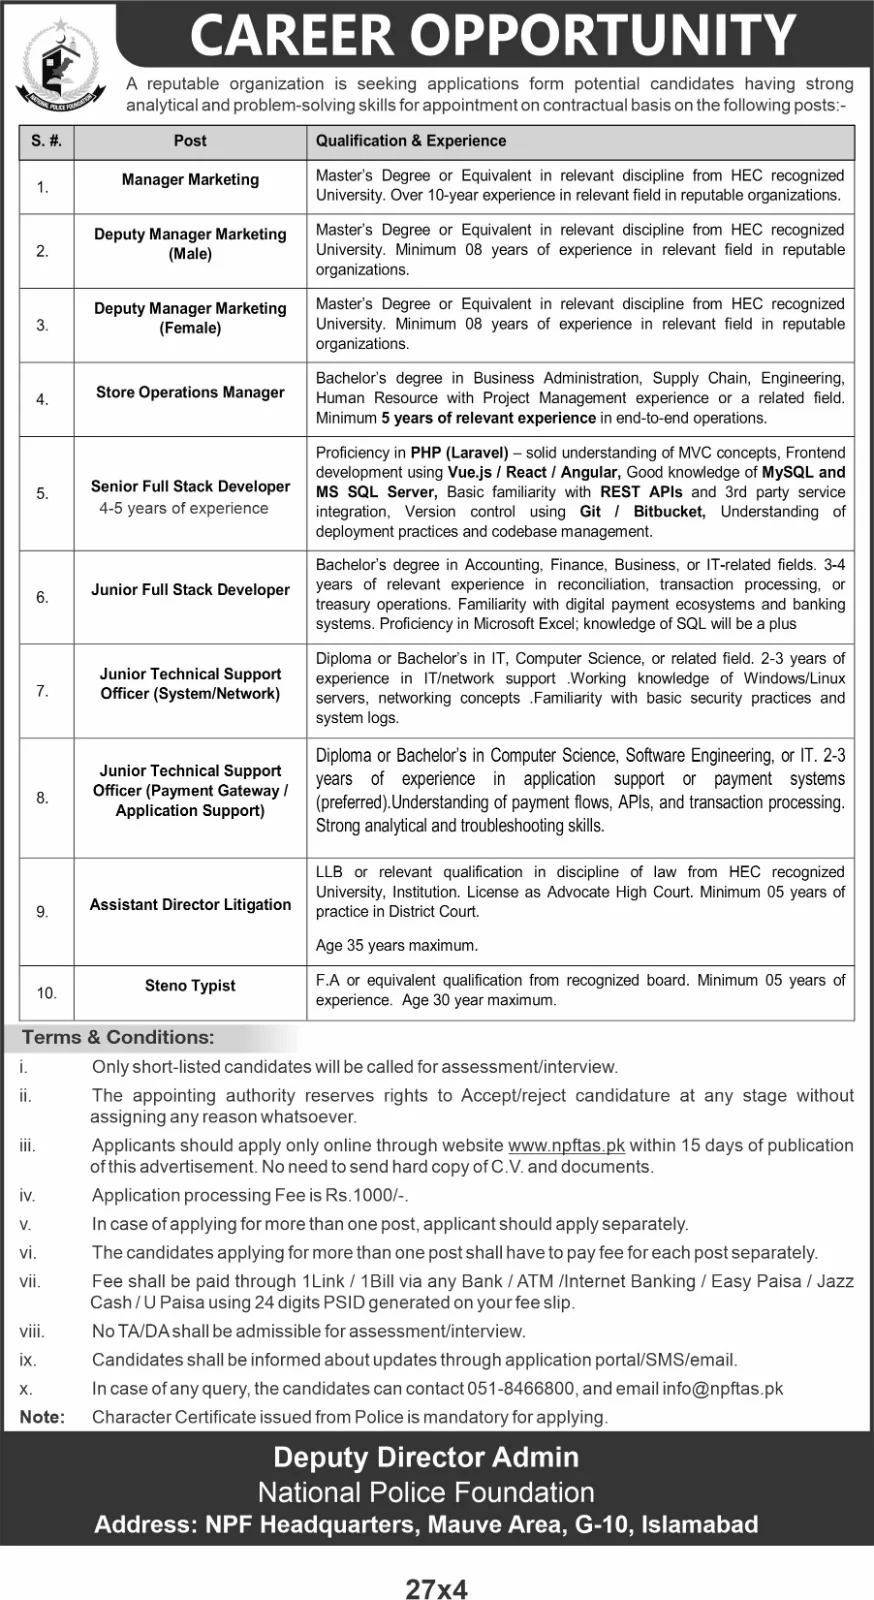 CAREER OPPORTUNITY
NATIONAL POLICE FOUNDATION
A reputable organization is seeking applications form potential candidates having strong
analytical and problem-solving skills for appointment on contractual basis on the following posts:-
S. #. Post Qualification & Experience
1. Manager Marketing
Master's Degree or Equivalent in relevant discipline from HEC recognized
University. Over 10-year experience in relevant field in reputable organizations.
2. Deputy Manager Marketing
(Male)
Master's Degree or Equivalent in relevant discipline from HEC recognized
University. Minimum 08 years of experience in relevant field in reputable
organizations.
3. Deputy Manager Marketing
(Female)
Master's Degree or Equivalent in relevant discipline from HEC recognized
University. Minimum 08 years of experience in relevant field in reputable
organizations.
4. Store Operations Manager
Bachelor's degree in Business Administration, Supply Chain, Engineering,
Human Resource with Project Management experience or a related field.
Minimum 5 years of relevant experience in end-to-end operations.
5. Senior Full Stack Developer
4-5 years of experience
Proficiency in PHP (Laravel) – solid understanding of MVC concepts, Frontend
development using Vue.js / React / Angular, Good knowledge of MySQL and
MS SQL Server, Basic familiarity with REST APIs and 3rd party service
integration, Version control using Git / Bitbucket, Understanding of
deployment practices and codebase management.
6. Junior Full Stack Developer
Bachelor's degree in Accounting, Finance, Business, or IT-related fields. 3-4
years of relevant experience in reconciliation, transaction processing, or
treasury operations. Familiarity with digital payment ecosystems and banking
systems. Proficiency in Microsoft Excel; knowledge of SQL will be a plus
7. Junior Technical Support
Officer (System/Network)
Diploma or Bachelor's in IT, Computer Science, or related field. 2-3 years of
experience in IT/network support .Working knowledge of Windows/Linux
servers, networking concepts .Familiarity with basic security practices and
system logs.
8. Junior Technical Support
Officer (Payment Gateway /
Application Support)
Diploma or Bachelor's in Computer Science, Software Engineering, or IT. 2-3
years of experience in application support or payment systems
(preferred).Understanding of payment flows, APIs, and transaction processing.
Strong analytical and troubleshooting skills.
9. Assistant Director Litigation
LLB or relevant qualification in discipline of law from HEC recognized
University, Institution. License as Advocate High Court. Minimum 05 years of
practice in District Court.
Age 35 years maximum.
10. Steno Typist
F.A or equivalent qualification from recognized board. Minimum 05 years of
experience. Age 30 year maximum.
Terms & Conditions:
i. Only short-listed candidates will be called for assessment/interview.
ii. The appointing authority reserves rights to Accept/reject candidature at any stage without
assigning any reason whatsoever.
iii. Applicants should apply only online through website www.npftas.pk within 15 days of publication
of this advertisement. No need to send hard copy of C.V. and documents.
iv. Application processing Fee is Rs.1000/-.
v. In case of applying for more than one post, applicant should apply separately.
vi. The candidates applying for more than one post shall have to pay fee for each post separately.
vii. Fee shall be paid through 1Link / 1Bill via any Bank / ATM /Internet Banking / Easy Paisa / Jazz
Cash / U Paisa using 24 digits PSID generated on your fee slip.
viii. No TA/DA shall be admissible for assessment/interview.
ix. Candidates shall be informed about updates through application portal/SMS/email.
x. In case of any query, the candidates can contact 051-8466800, and email info@npftas.pk
Note: Character Certificate issued from Police is mandatory for applying.
Deputy Director Admin
National Police Foundation
Address: NPF Headquarters, Mauve Area, G-10, Islamabad
27x4